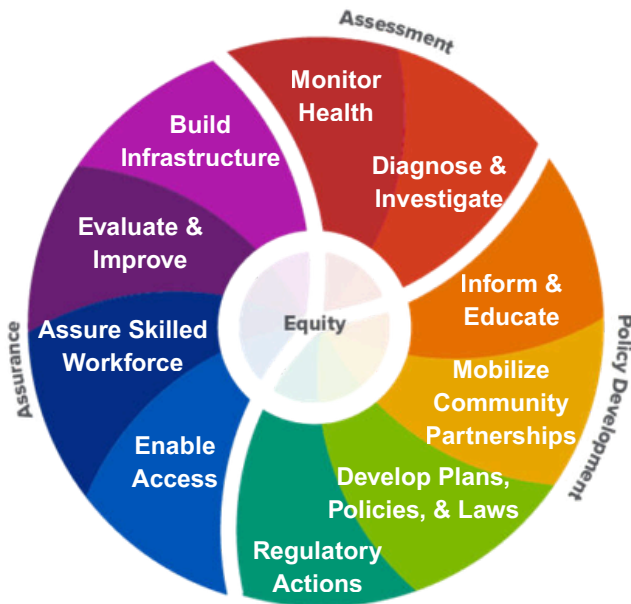 Assessment
Monitor
Health
Diagnose &
Investigate
Inform &
Educate
Mobilize
Community
Partnerships
Policy Development
Develop Plans,
Policies, & Laws
Regulatory
Actions
Enable
Access
Assure Skilled
Workforce
Assurance
Evaluate &
Improve
Build
Infrastructure
Equity